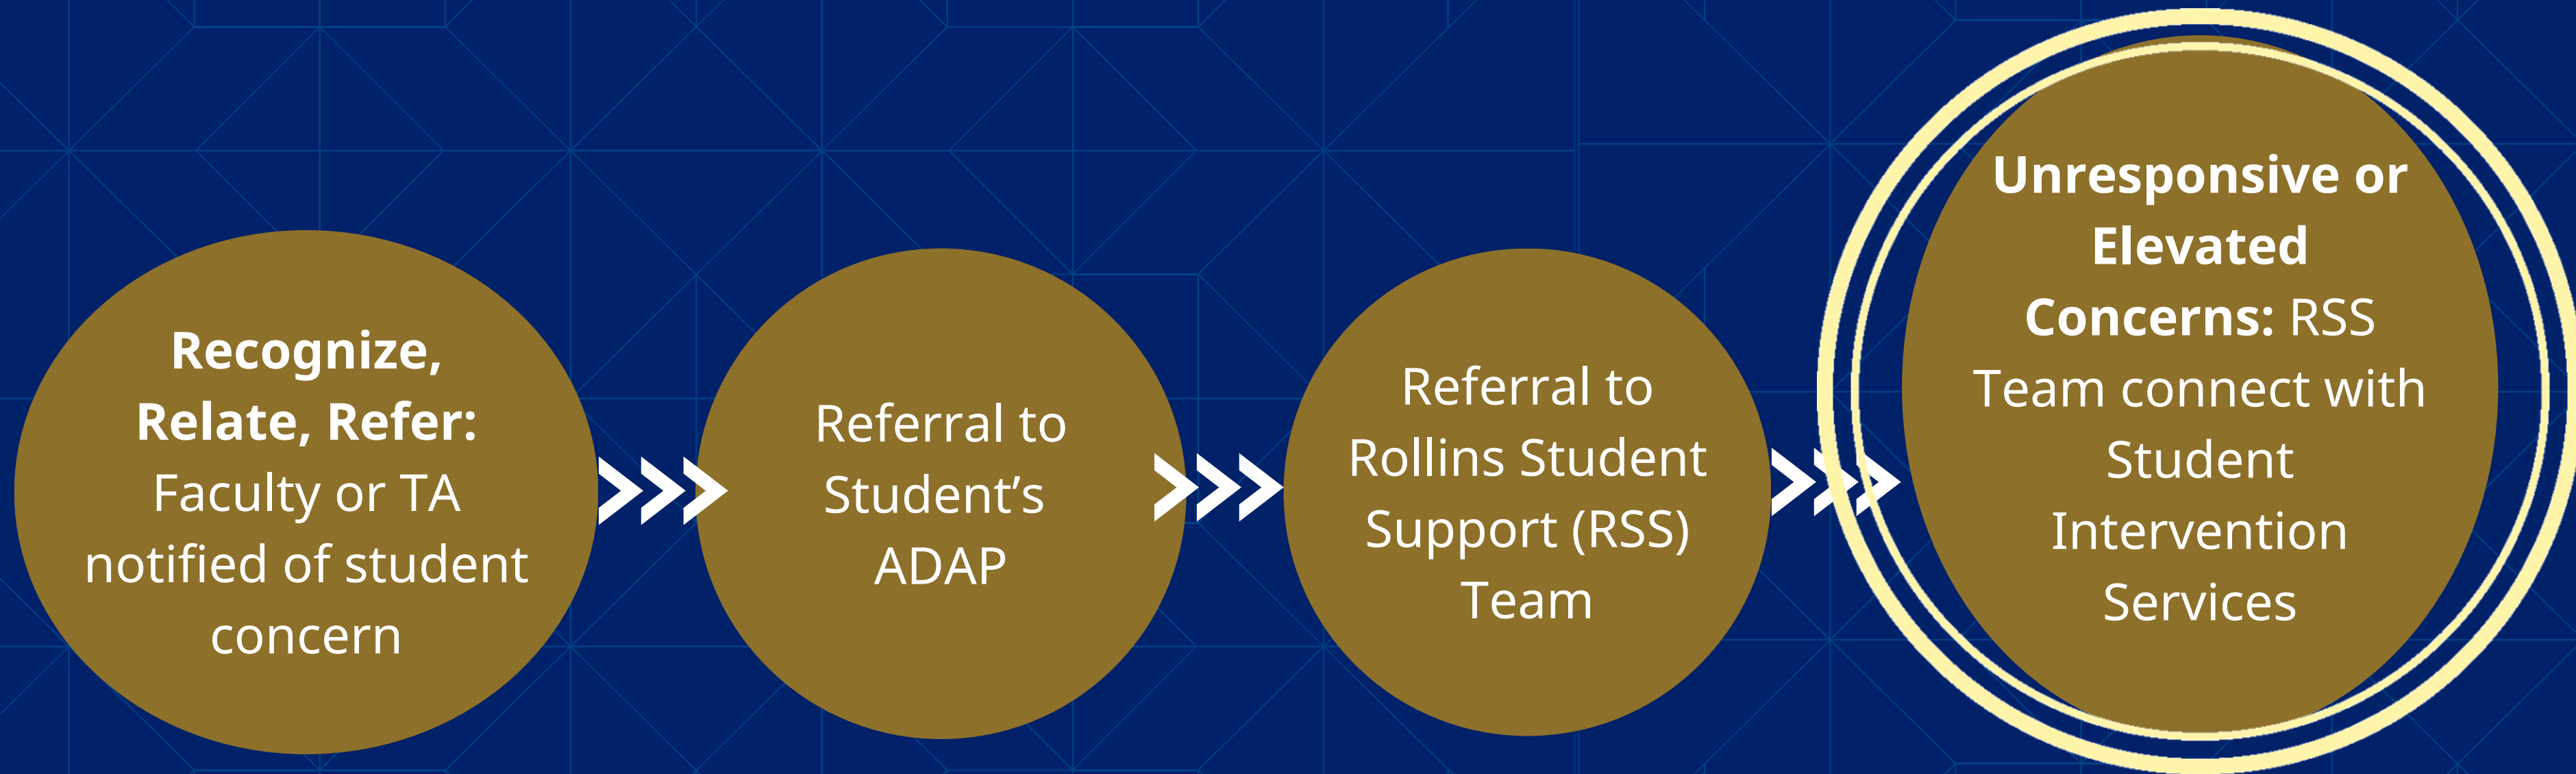 Recognize,
Relate, Refer:
Faculty or TA
notified of student
concern
Referral to
Student’s
ADAP
Referral to
Rollins Student
Support (RSS)
Team
Unresponsive or
Elevated
Concerns: RSS
Team connect with
Student
Intervention
Services